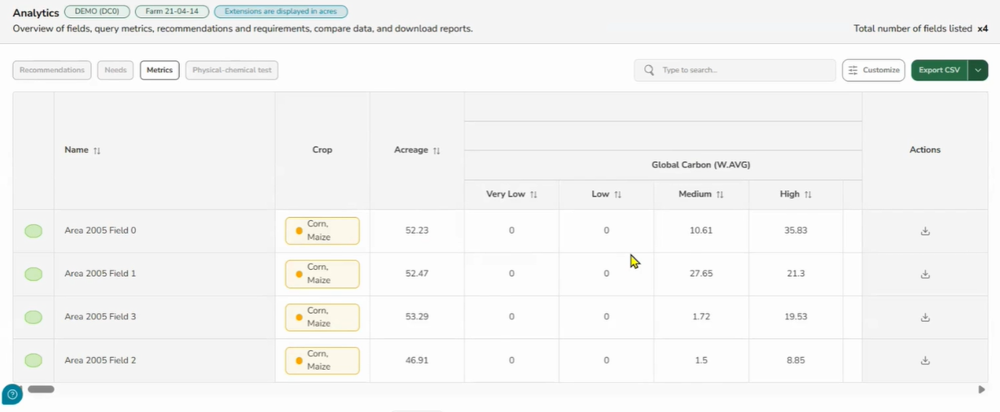 Analytics DEMO (DC0) Farm 21-04-14 Extensions are displayed in acres
Overview of fields, query metrics, recommendations and requirements, compare data, and download reports.
Total number of fields listed x4
Recommendations Needs Metrics Physical-chemical test
Type to search... Customize Export CSV
Name Crop Acreage Global Carbon (W.AVG) Actions
Very Low Low Medium High
Area 2005 Field 0 Corn, Maize 52.23 0 0 10.61 35.83
Area 2005 Field 1 Corn, Maize 52.47 0 0 27.65 21.3
Area 2005 Field 3 Corn, Maize 53.29 0 0 1.72 19.53
Area 2005 Field 2 Corn, Maize 46.91 0 0 1.5 8.85